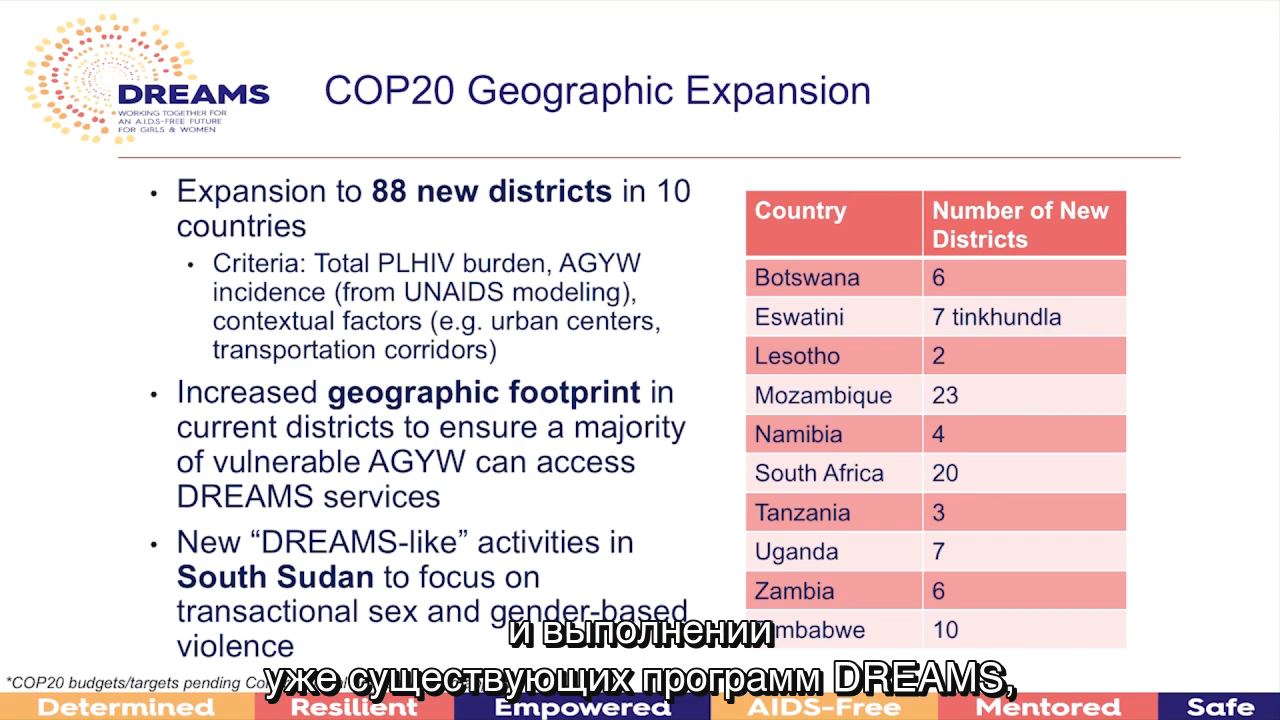 DREAMS
WORKING TOGETHER FOR
AN A.I.D.S-FREE FUTURE
FOR GIRLS & WOMEN
COP20 Geographic Expansion
• Expansion to 88 new districts in 10
countries
• Criteria: Total PLHIV burden, AGYW
incidence (from UNAIDS modeling),
contextual factors (e.g. urban centers,
transportation corridors)
• Increased geographic footprint in
current districts to ensure a majority
of vulnerable AGYW can access
DREAMS services
• New “DREAMS-like” activities in
South Sudan to focus on
transactional sex and gender-based
violence
Country Number of New
Districts
Botswana 6
Eswatini 7 tinkhundla
Lesotho 2
Mozambique 23
Namibia 4
South Africa 20
Tanzania 3
Uganda 7
Zambia 6
10
и выполнении
уже существующих программ DREAMS,
*COP20 budgets/targets pending
Determined Resilient Empowered AIDS-Free Mentored Safe